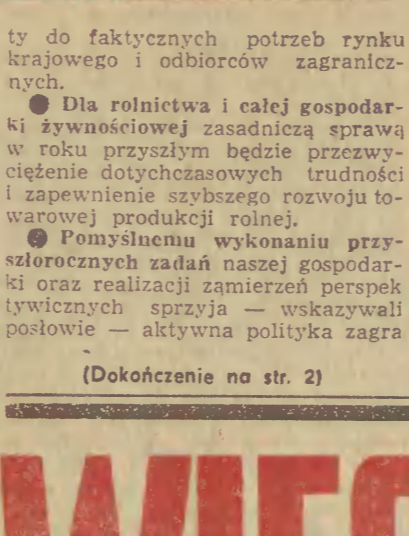 ty do faktycznych potrzeb rynku
krajowego i odbiorców zagranicz-
nych.
● Dla rolnictwa i całej gospodar-
ki żywnościowej zasadniczą sprawą
w roku przyszłym będzie przezwy-
ciężenie dotychczasowych trudności
i zapewnienie szybszego rozwoju to-
warowej produkcji rolnej.
● Pomyślnemu wykonaniu przy-
szłorocznych zadań naszej gospodar-
ki oraz realizacji zamierzeń perspek
tywicznych sprzyja — wskazywali
posłowie — aktywna polityka zagra
(Dokończenie na str. 2)